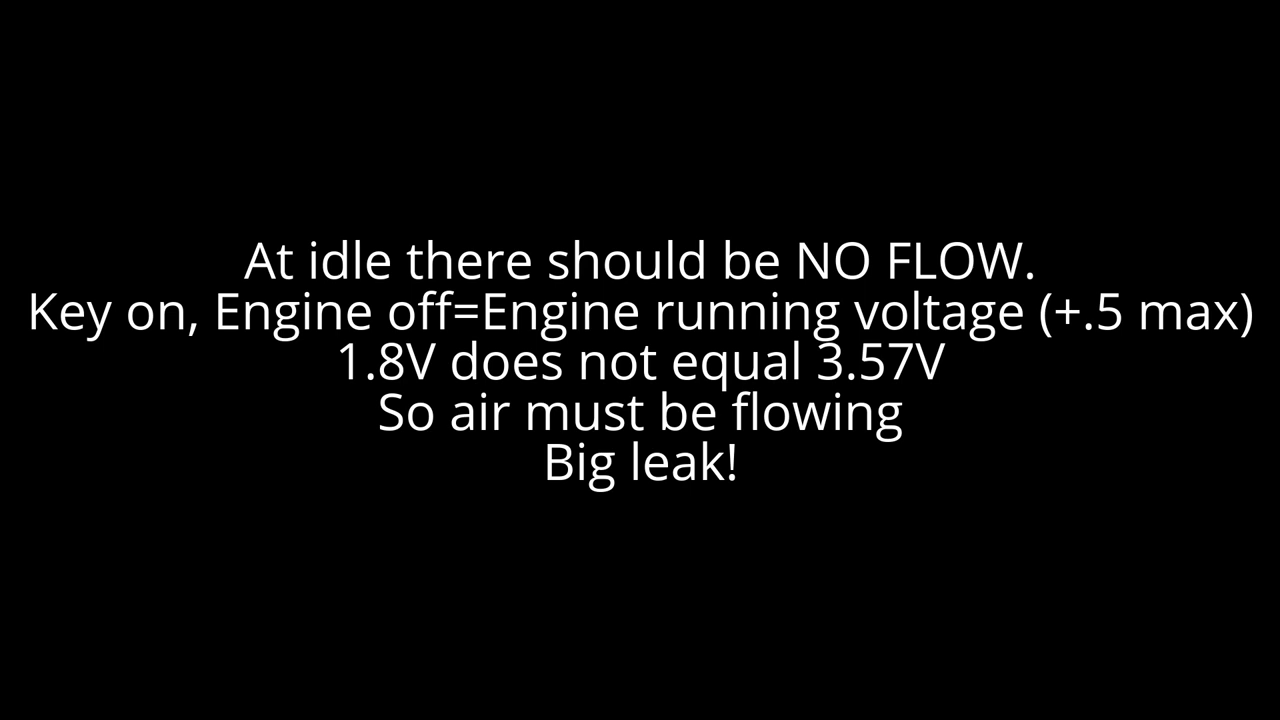 At idle there should be NO FLOW.
Key on, Engine off=Engine running voltage (+.5 max)
1.8V does not equal 3.57V
So air must be flowing
Big leak!